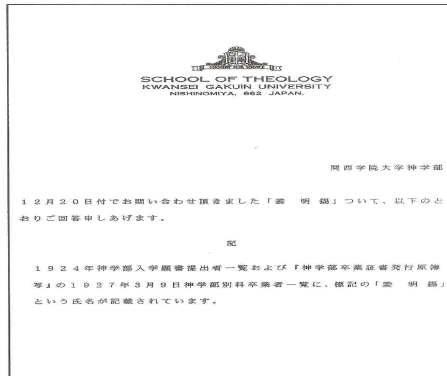 MASTERY FOR SERVICE
SCHOOL OF THEOLOGY
KWANSEI GAKUIN UNIVERSITY
NISHINOMIYA, 662 JAPAN.
関西学院大学神学部
12月20日付でお問い合わせ頂きました「姜 明 錫」ついて、以下のと
おりご回答申しあげます。
記
1924年神学部入学願書提出者一覧および『神学部卒業証書発行原簿
写』の1927年3月9日神学部別科卒業者一覧に、標記の「姜 明 錫」
という氏名が記載されています。